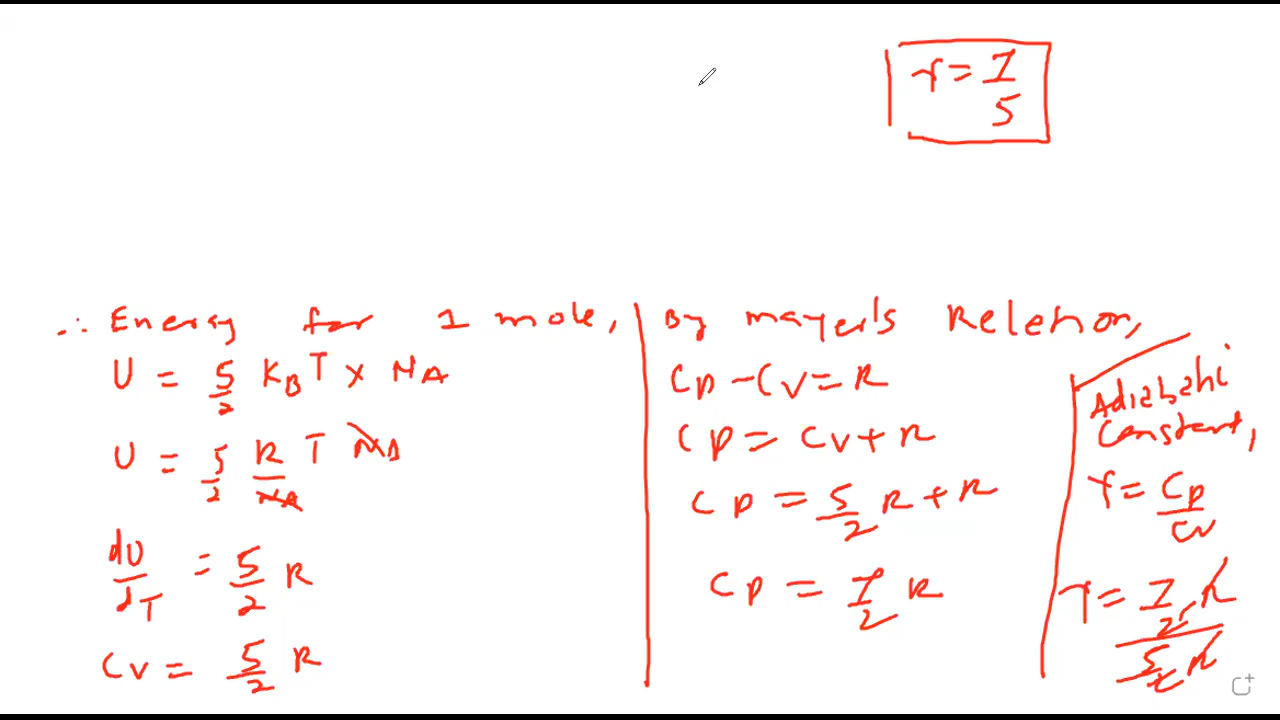 γ = 7/5
∴ Energy for 1 mole,
U = 5/2 KBT × NA
U = 5/2 R/NA T NA
dU/dT = 5/2 R
Cv = 5/2 R
By mayer's Relation,
Cp - Cv = R
Cp = Cv + R
Cp = 5/2 R + R
Cp = 7/2 R
Adiabahi
Constant,
γ = Cp/Cv
γ = 7/2 R / 5/2 R